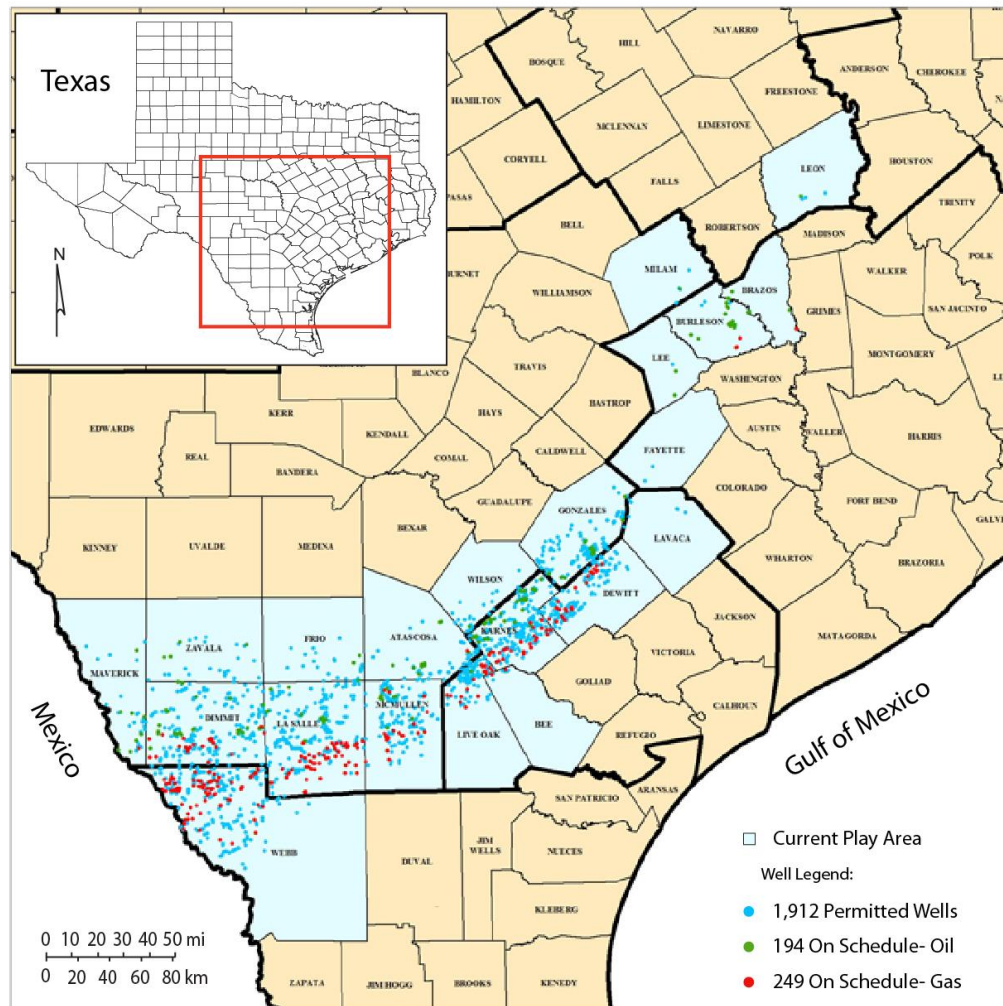 Texas
N
NAVARRO
HILL
BOSQUE
ANDERSON
CHEROKEE
HAMILTON
FREESTONE
LIMESTONE
MCLENNAN
CORYELL
LEON
HOUSTON
FALLS
PASAS
TRINITY
ROBERTSON
BELL
MADISON
POLK
MILAM
WALKER
BURNET
BRAZOS
WILLIAMSON
SAN JACINTO
GRIMES
BURLESON
MONTGOMERY
LEE
TRAVIS
BLANCO
WASHINGTON
BASTROP
HAYS
KERR
EDWARDS
AUSTIN
WALLER
HARRIS
KENDALL
REAL
CALDWELL
FAYETTE
COMAL
BANDERA
COLORADO
GUADALUPE
FORT BEND
GALV
GONZALES
BEXAR
LAVACA
KINNEY
UVALDE
MEDINA
WHARTON
BRAZORIA
WILSON
DEWITT
JACKSON
KARNES
MATAGORDA
FRIO
ATASCOSA
ZAVALA
VICTORIA
MAVERICK
GOLIAD
CALHOUN
MCMULLEN
DIMMIT
LA SALLE
BEE
LIVE OAK
REFUGIO
Mexico
Gulf of Mexico
ARANSAS
SAN PATRICIO
JIM
WELLS
WEBB
DUVAL
NUECES
KLEBERG
ZAPATA
JIM HOGG
BROOKS
KENEDY
0 10 20 30 40 50 mi
0 20 40 60 80 km
Current Play Area
Well Legend:
1,912 Permitted Wells
194 On Schedule- Oil
249 On Schedule- Gas